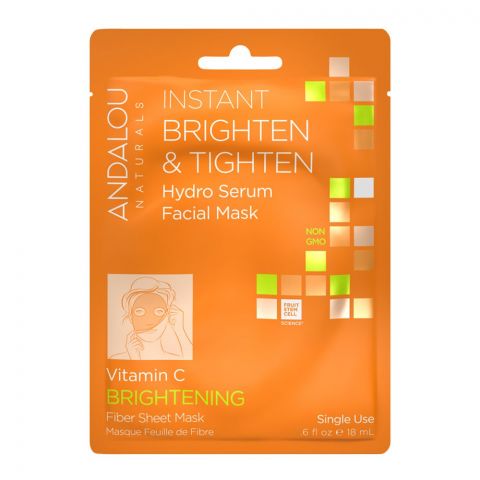 ANDALOU
NATURALS
INSTANT
BRIGHTEN
& TIGHTEN
Hydro Serum
Facial Mask
NON
GMO
FRUIT
STEM
CELL
SCIENCE®
Vitamin C
BRIGHTENING
Fiber Sheet Mask
Masque Feuille de Fibre
Single Use
.6 fl oz ℮ 18 mL